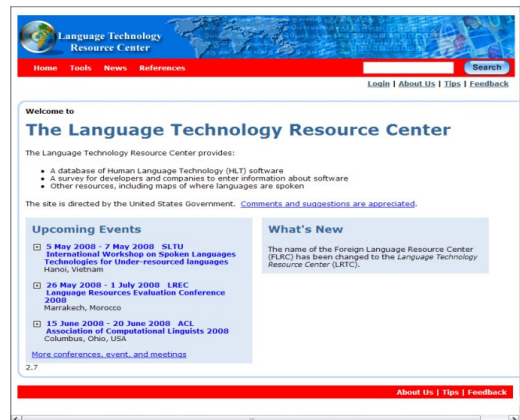 Language Technology
Resource Center
Home Tools News References
Search
Login | About Us | Tips | Feedback
Welcome to
The Language Technology Resource Center
The Language Technology Resource Center provides:
A database of Human Language Technology (HLT) software
A survey for developers and companies to enter information about software
Other resources, including maps of where languages are spoken
The site is directed by the United States Government. Comments and suggestions are appreciated.
Upcoming Events
5 May 2008 - 7 May 2008 SLTU
International Workshop on Spoken Languages
Technologies for Under-resourced languages
Hanoi, Vietnam
26 May 2008 - 1 July 2008 LREC
Language Resources Evaluation Conference
2008
Marrakech, Morocco
15 June 2008 - 20 June 2008 ACL
Association of Computational Linguists 2008
Columbus, Ohio, USA
More conferences, event, and meetings
What's New
The name of the Foreign Language Resource Center
(FLRC) has been changed to the Language Technology
Resource Center (LRTC).
2.7
About Us | Tips | Feedback